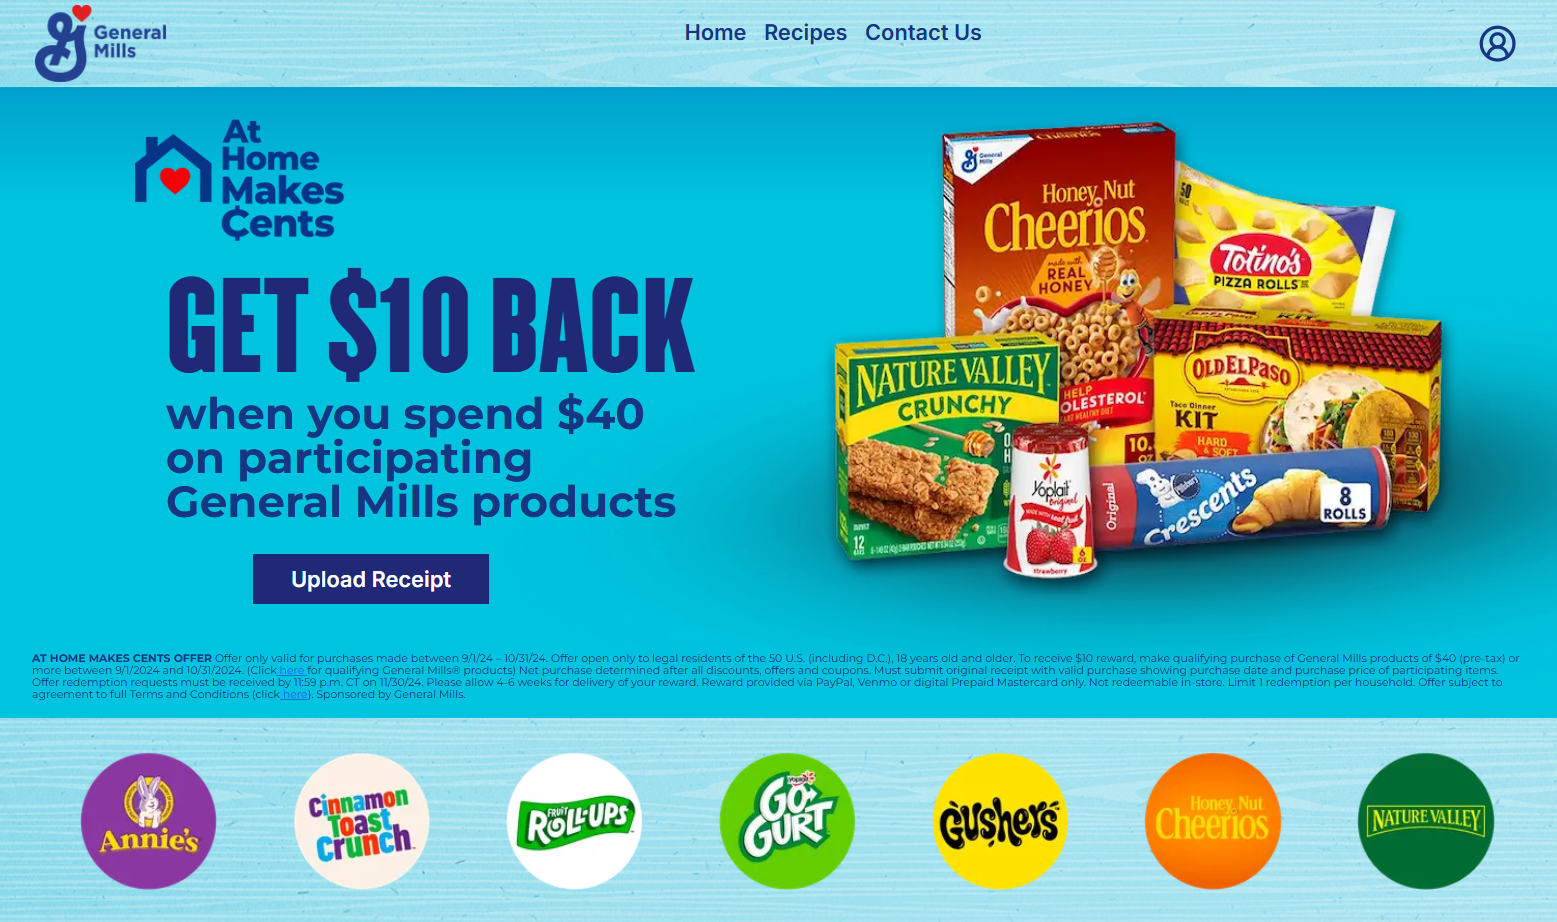 General
Mills
Home Recipes Contact Us
At
Home
Makes
¢ents
GET $10 BACK
when you spend $40
on participating
General Mills products
Upload Receipt
General
Mills
Honey Nut
Cheerios
made with
REAL
HONEY
HELP
OLESTEROL
50
Totino's
PIZZA ROLLS
OLD EL PASO
Taco Dinner
KIT
HARD
& SOFT
NATURE VALLEY
CRUNCHY
12
10.
OZ
Yoplait
Original
MADE WITH real fruit
6
OZ
strawberry
Original
Pillsbury
Crescents
8
ROLLS
AT HOME MAKES CENTS OFFER Offer only valid for purchases made between 9/1/24 – 10/31/24. Offer open only to legal residents of the 50 U.S. (including D.C.), 18 years old and older. To receive $10 reward, make qualifying purchase of General Mills products of $40 (pre-tax) or
more between 9/1/2024 and 10/31/2024. (Click here for qualifying General Mills® products) Net purchase determined after all discounts, offers and coupons. Must submit original receipt with valid purchase showing purchase date and purchase price of participating items.
Offer redemption requests must be received by 11:59 p.m. CT on 11/30/24. Please allow 4-6 weeks for delivery of your reward. Reward provided via PayPal, Venmo or digital Prepaid Mastercard only. Not redeemable in-store. Limit 1 redemption per household. Offer subject to
agreement to full Terms and Conditions (click here). Sponsored by General Mills.
Annie's
Cinnamon
Toast
Crunch
FRUIT
ROLL-UPS
Yoplait
GO-
GURT
Gushers
Honey Nut
Cheerios
NATURE VALLEY